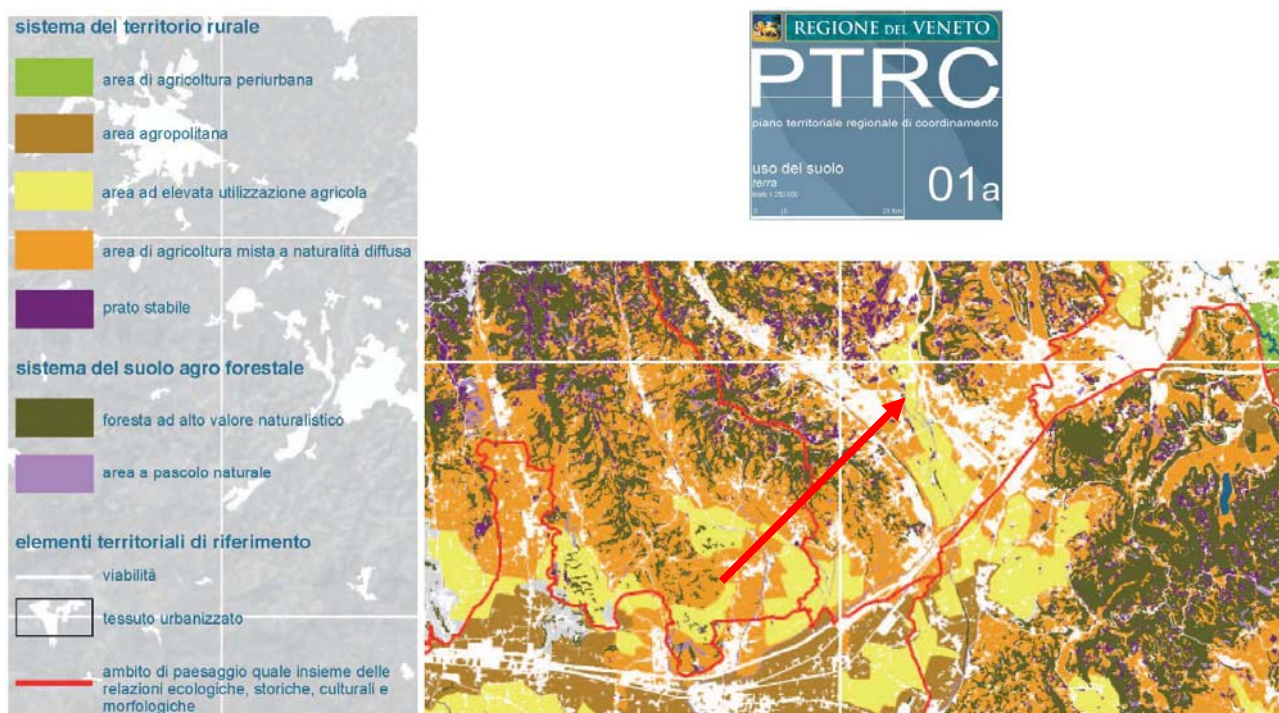 sistema del territorio rurale
area di agricoltura periurbana
area agropolitana
area ad elevata utilizzazione agricola
area di agricoltura mista a naturalità diffusa
prato stabile
sistema del suolo agro forestale
foresta ad alto valore naturalistico
area a pascolo naturale
elementi territoriali di riferimento
viabilità
tessuto urbanizzato
ambito di paesaggio quale insieme delle
relazioni ecologiche, storiche, culturali e
morfologiche
REGIONE DEL VENETO
PTRC
piano territoriale regionale di coordinamento
uso del suolo
terra
01a
25 Km